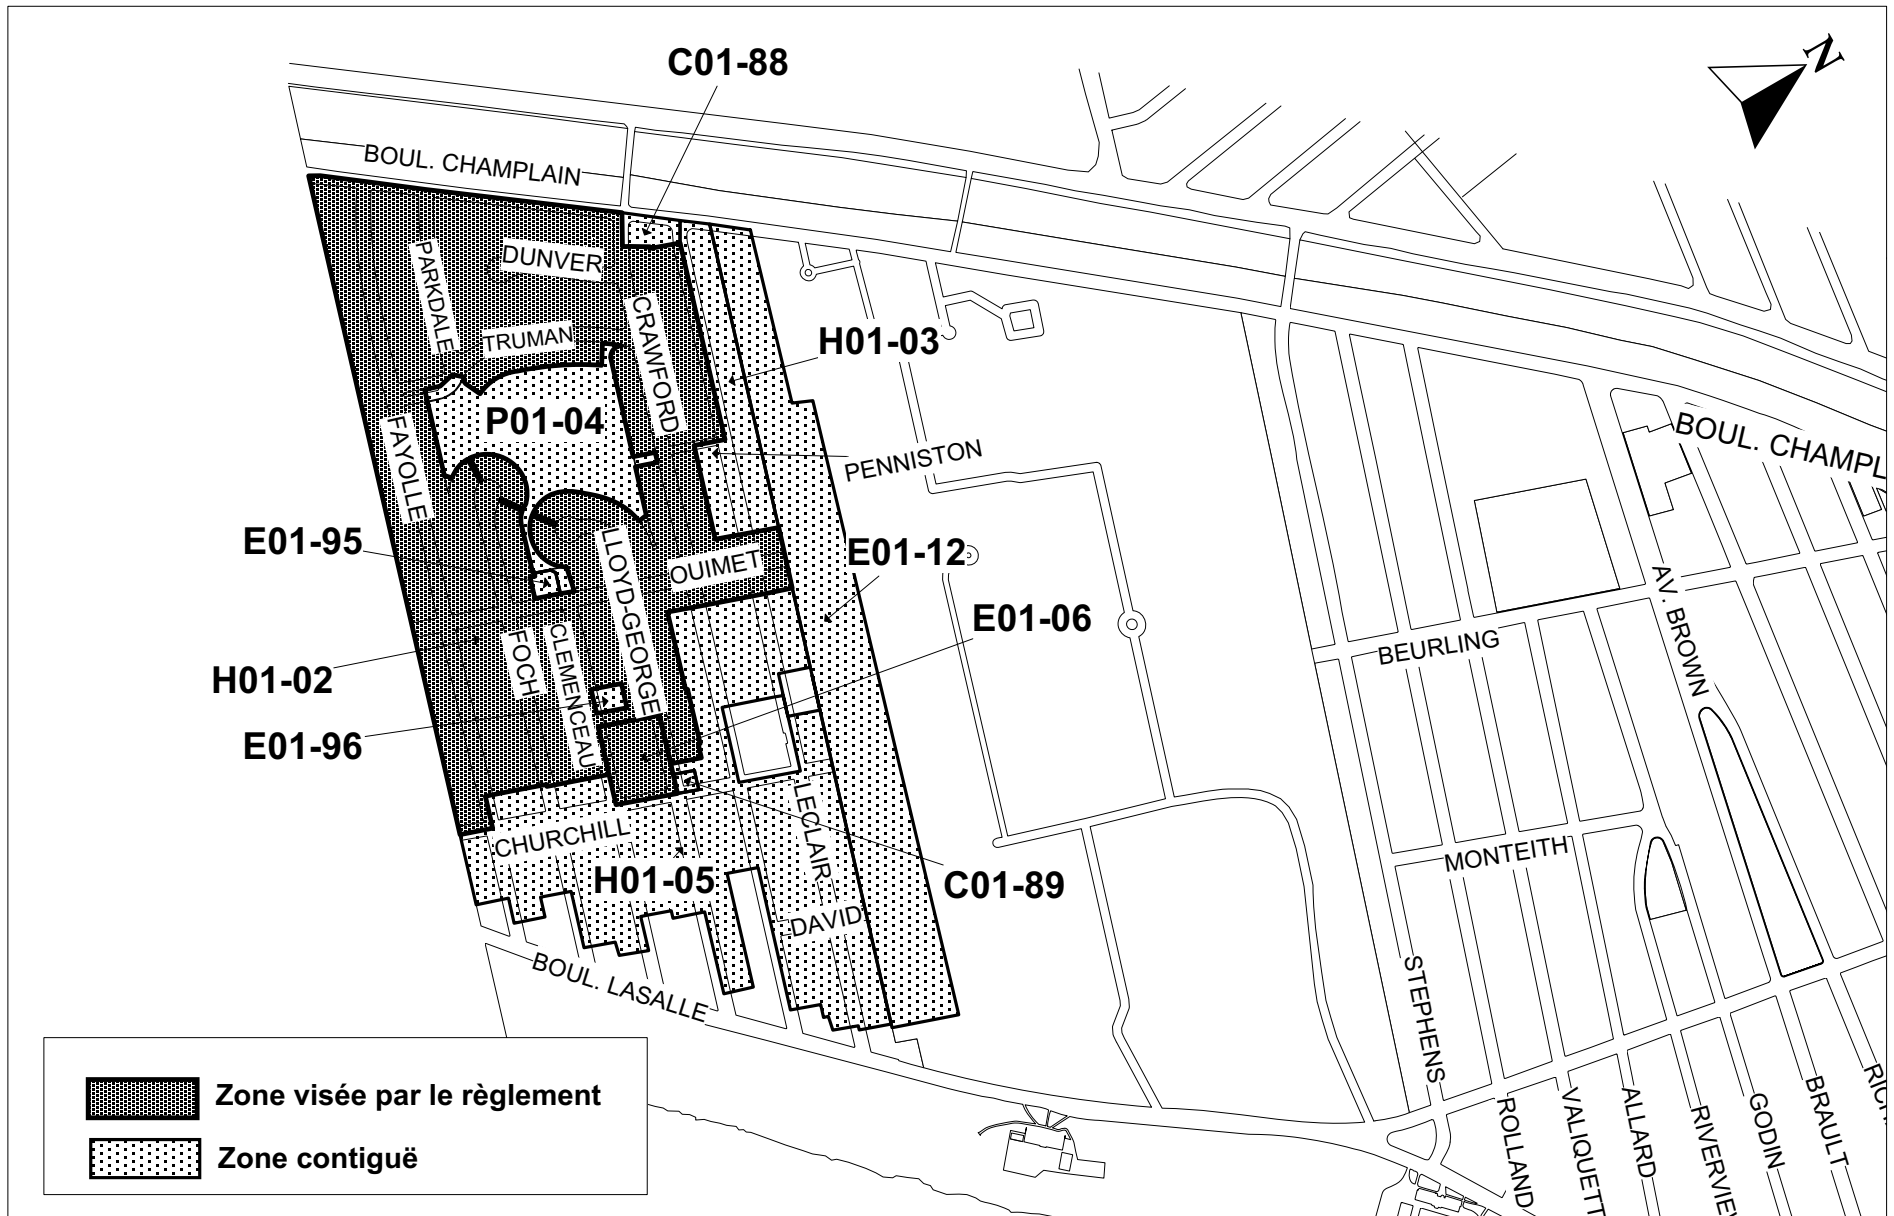 C01-88
N
BOUL. CHAMPLAIN
PARKDALE
DUNVER
CRAWFORD
TRUMAN
H01-03
P01-04
FAYOLLE
PENNISTON
BOUL. CHAMPL
E01-95
LLOYD-GEORGE
OUIMET
E01-12
AV. BROWN
E01-06
H01-02
FOCH
CLEMENCEAU
BEURLING
E01-96
CHURCHILL
LECLAIR
MONTEITH
H01-05
C01-89
DAVID
BOUL. LASALLE
STEPHENS
Zone visée par le règlement
Zone contiguë
ROLLAND
VALIQUETT
ALLARD
RIVERVIE
GODIN
BRAULT